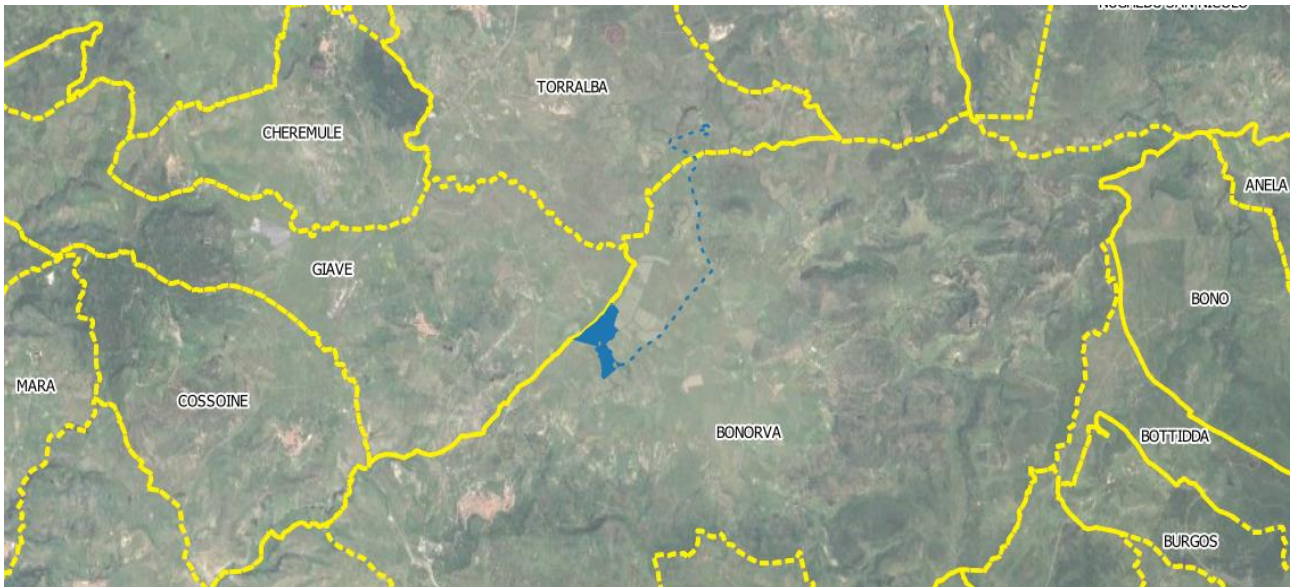 TORRALBA
CHEREMULE
ANELA
GIAVE
BONO
MARA
COSSOINE
BONORVA
BOTTIDDA
BURGOS